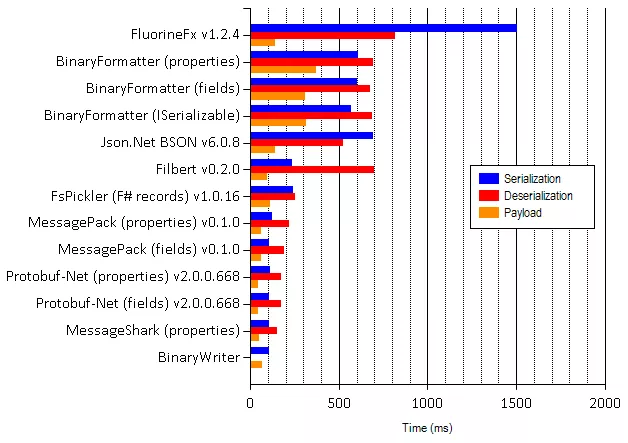 FluorineFx v1.2.4
BinaryFormatter (properties)
BinaryFormatter (fields)
BinaryFormatter (ISerializable)
Json.Net BSON v6.0.8
Filbert v0.2.0
FsPickler (F# records) v1.0.16
MessagePack (properties) v0.1.0
MessagePack (fields) v0.1.0
Protobuf-Net (properties) v2.0.0.668
Protobuf-Net (fields) v2.0.0.668
MessageShark (properties)
BinaryWriter
Serialization
Deserialization
Payload
0 500 1000 1500 2000
Time (ms)